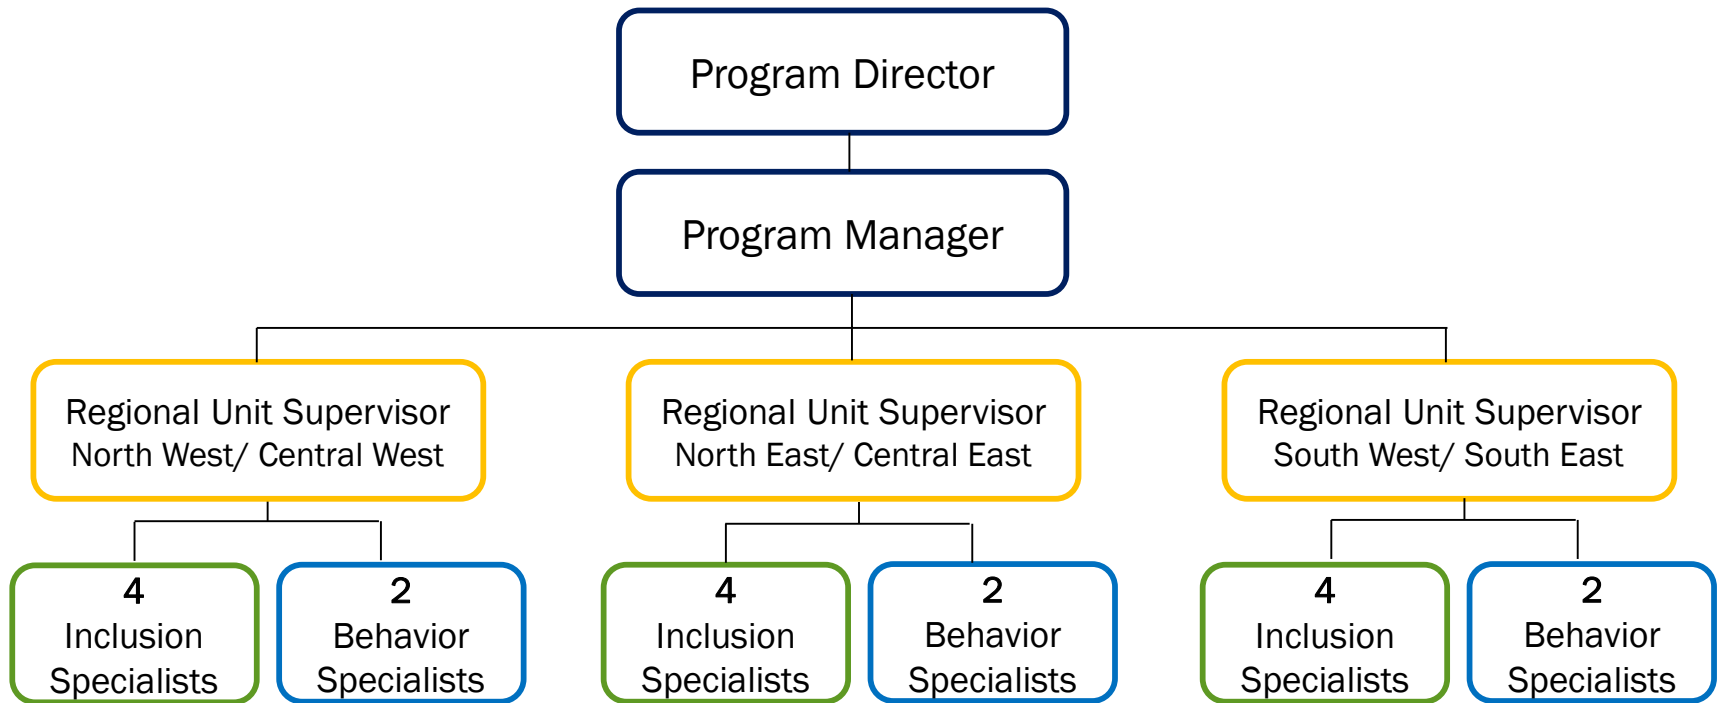 Program Director
Program Manager
Regional Unit Supervisor
North West/ Central West
Regional Unit Supervisor
North East/ Central East
Regional Unit Supervisor
South West/ South East
4
Inclusion
Specialists
2
Behavior
Specialists
4
Inclusion
Specialists
2
Behavior
Specialists
4
Inclusion
Specialists
2
Behavior
Specialists